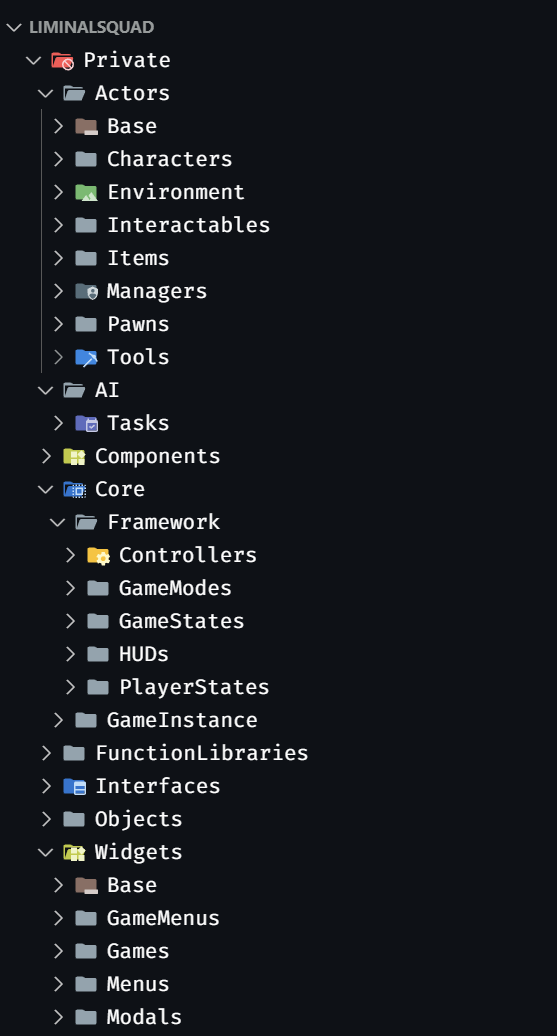 LIMINALSQUAD
Private
Actors
Base
Characters
Environment
Interactables
Items
Managers
Pawns
Tools
AI
Tasks
Components
Core
Framework
Controllers
GameModes
GameStates
HUDs
PlayerStates
GameInstance
FunctionLibraries
Interfaces
Objects
Widgets
Base
GameMenus
Games
Menus
Modals